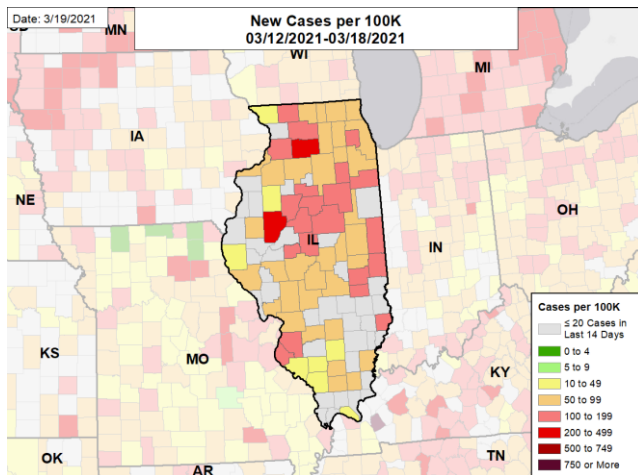 Date: 3/19/2021
New Cases per 100K
03/12/2021-03/18/2021
MN
WI
MI
IA
NE
IL
IN
OH
MO
KS
KY
OK
AR
TN
Cases per 100K
≤ 20 Cases in
Last 14 Days
0 to 4
5 to 9
10 to 49
50 to 99
100 to 199
200 to 499
500 to 749
750 or More